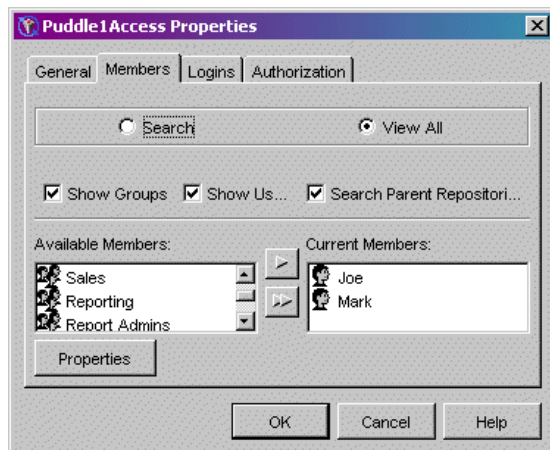 Puddle1Access Properties
General Members Logins Authorization
Search View All
Show Groups Show Us... Search Parent Repositori...
Available Members: Current Members:
Sales Joe
Reporting Mark
Report Admins
Properties
OK Cancel Help